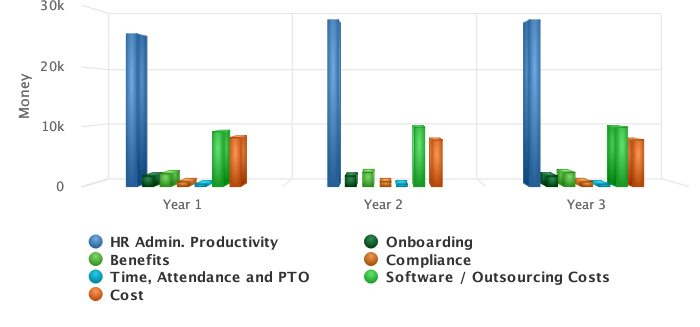 30k
20k
10k
0
Money
Year 1
Year 2
Year 3
HR Admin. Productivity
Onboarding
Benefits
Compliance
Time, Attendance and PTO
Software / Outsourcing Costs
Cost